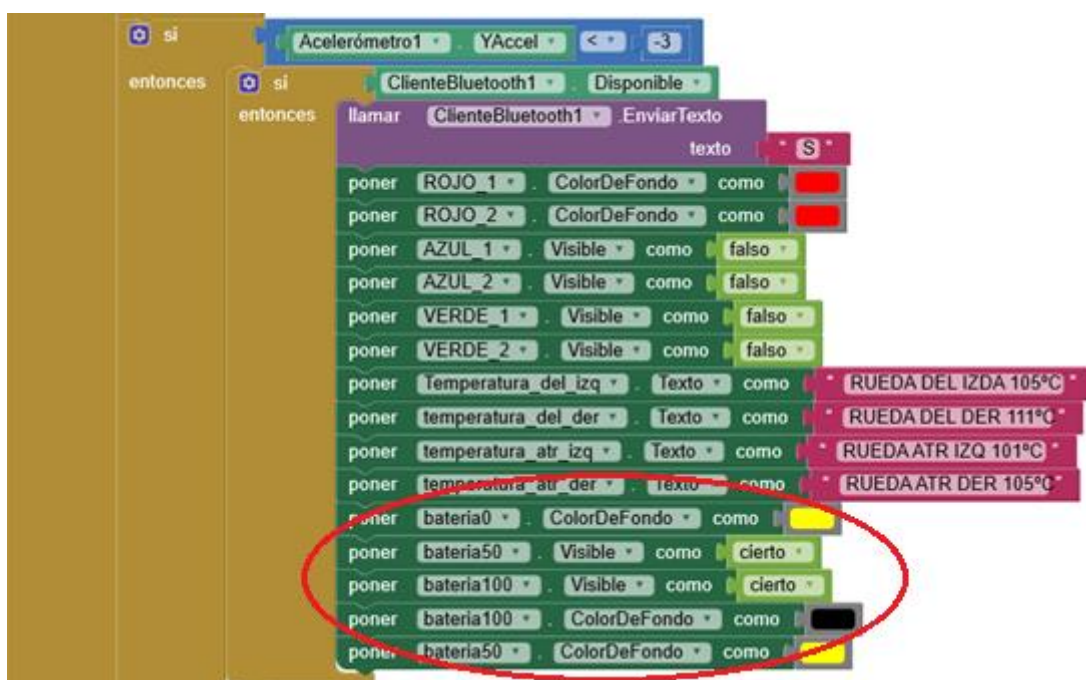 si Acelerómetro1 . YAccel < -3
entonces si ClienteBluetooth1 . Disponible
entonces llamar ClienteBluetooth1 .EnviarTexto
texto " S "
poner ROJO_1 . ColorDeFondo como
poner ROJO_2 . ColorDeFondo como
poner AZUL_1 . Visible como falso
poner AZUL_2 . Visible como falso
poner VERDE_1 . Visible como falso
poner VERDE_2 . Visible como falso
poner Temperatura_del_izq . Texto como " RUEDA DEL IZDA 105ºC "
poner temperatura_del_der . Texto como " RUEDA DEL DER 111ºC "
poner temperatura_atr_izq . Texto como " RUEDA ATR IZQ 101ºC "
poner temperatura_atr_der . Texto como " RUEDA ATR DER 105ºC "
poner bateria0 . ColorDeFondo como
poner bateria50 . Visible como cierto
poner bateria100 . Visible como cierto
poner bateria100 . ColorDeFondo como
poner bateria50 . ColorDeFondo como